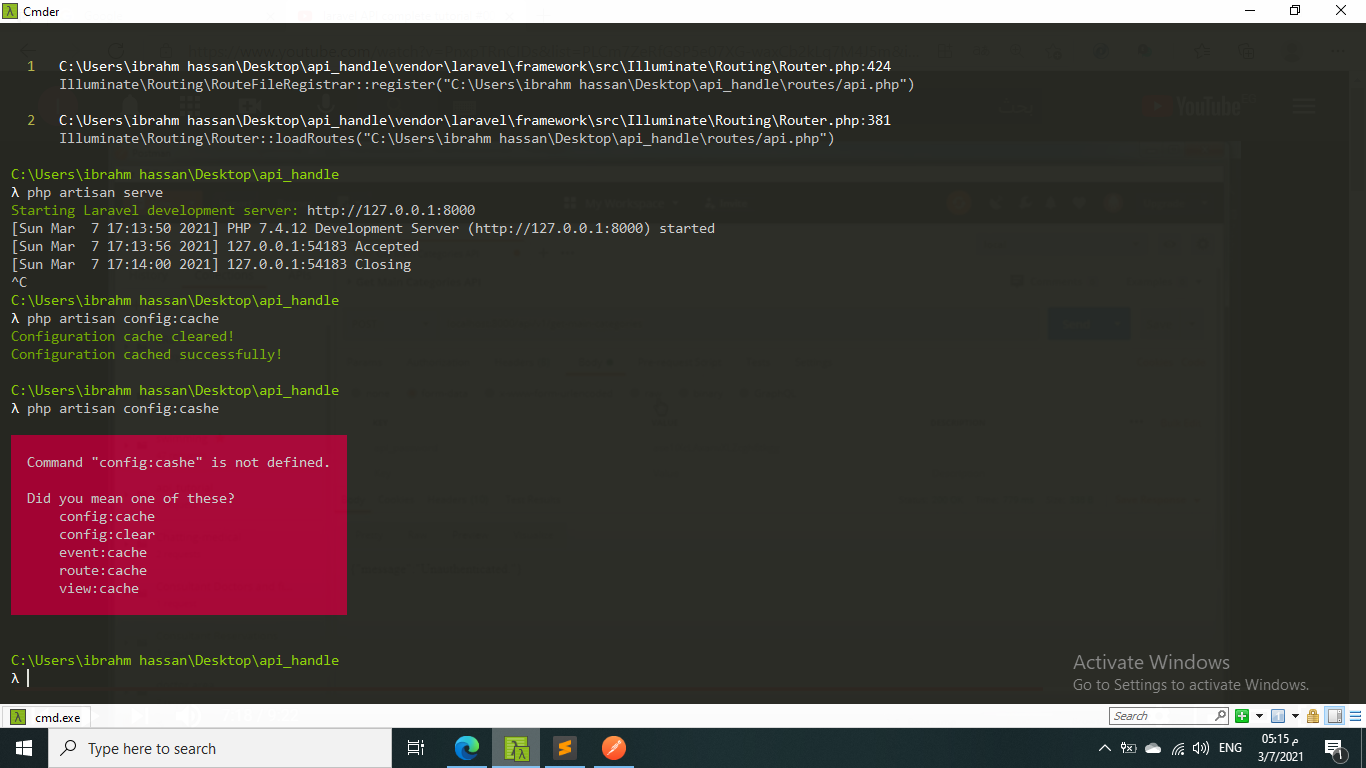 Cmder
1 C:\Users\ibrahm hassan\Desktop\api_handle\vendor\laravel\framework\src\Illuminate\Routing\Router.php:424
Illuminate\Routing\RouteFileRegistrar::register("C:\Users\ibrahm hassan\Desktop\api_handle\routes/api.php")
2 C:\Users\ibrahm hassan\Desktop\api_handle\vendor\laravel\framework\src\Illuminate\Routing\Router.php:381
Illuminate\Routing\Router::loadRoutes("C:\Users\ibrahm hassan\Desktop\api_handle\routes/api.php")
C:\Users\ibrahm hassan\Desktop\api_handle
λ php artisan serve
Starting Laravel development server: http://127.0.0.1:8000
[Sun Mar  7 17:13:50 2021] PHP 7.4.12 Development Server (http://127.0.0.1:8000) started
[Sun Mar  7 17:13:56 2021] 127.0.0.1:54183 Accepted
[Sun Mar  7 17:14:00 2021] 127.0.0.1:54183 Closing
^C
C:\Users\ibrahm hassan\Desktop\api_handle
λ php artisan config:cache
Configuration cache cleared!
Configuration cached successfully!
C:\Users\ibrahm hassan\Desktop\api_handle
λ php artisan config:cashe
Command "config:cashe" is not defined.
Did you mean one of these?
config:cache
config:clear
event:cache
route:cache
view:cache
C:\Users\ibrahm hassan\Desktop\api_handle
λ
YouTube
Activate Windows
Go to Settings to activate Windows.
cmd.exe
Search
Type here to search
ENG
05:15 م
3/7/2021
1